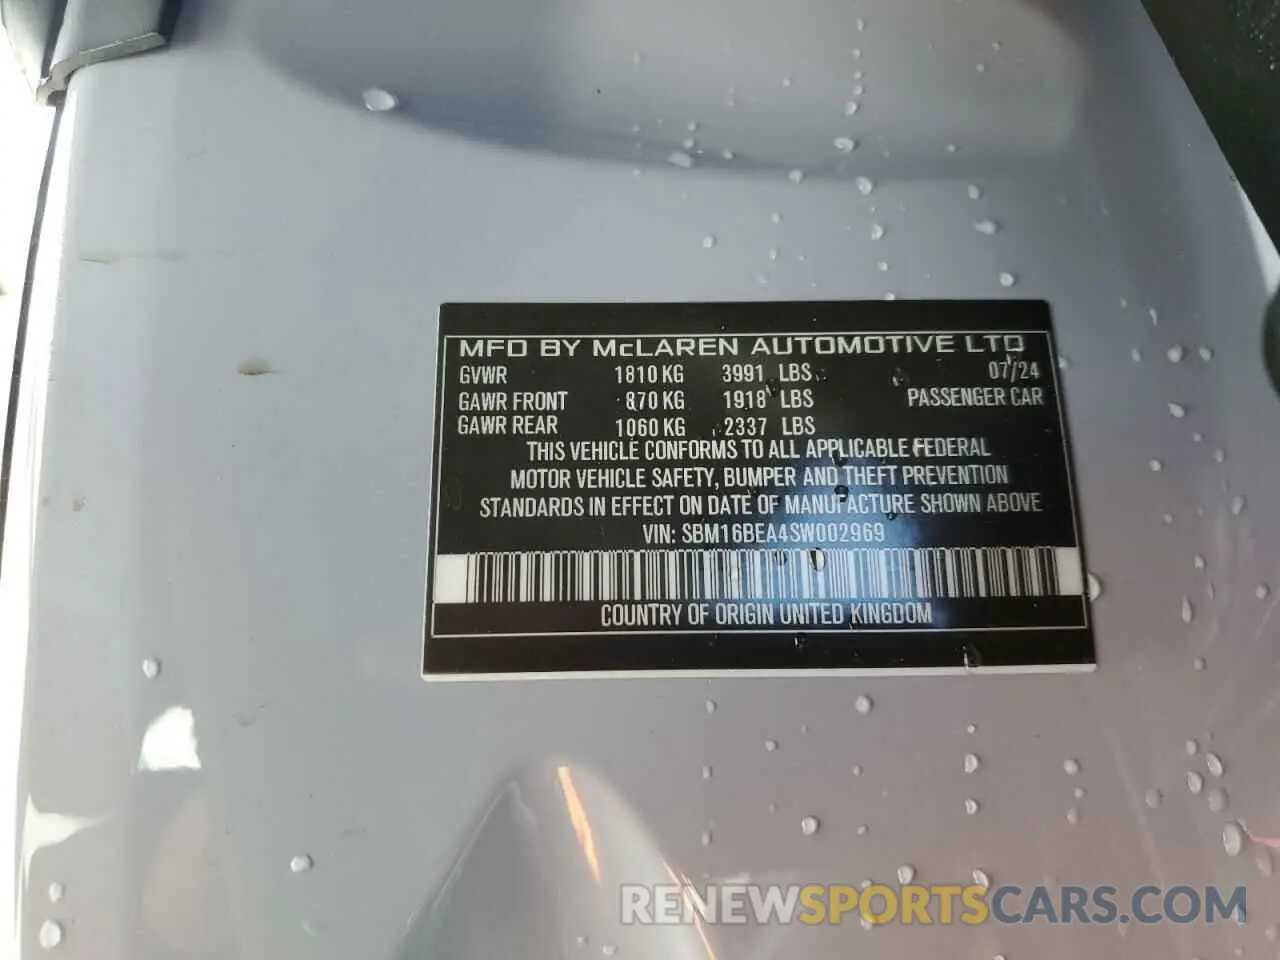 MFD BY McLAREN AUTOMOTIVE LTD
GVWR 1810 KG 3991 LBS 07/24
GAWR FRONT 870 KG 1918 LBS PASSENGER CAR
GAWR REAR 1060 KG 2337 LBS
THIS VEHICLE CONFORMS TO ALL APPLICABLE FEDERAL
MOTOR VEHICLE SAFETY, BUMPER AND THEFT PREVENTION
STANDARDS IN EFFECT ON DATE OF MANUFACTURE SHOWN ABOVE
VIN: SBM16BEA4SW002969
COUNTRY OF ORIGIN UNITED KINGDOM
RENEWSPORTSCARS.COM